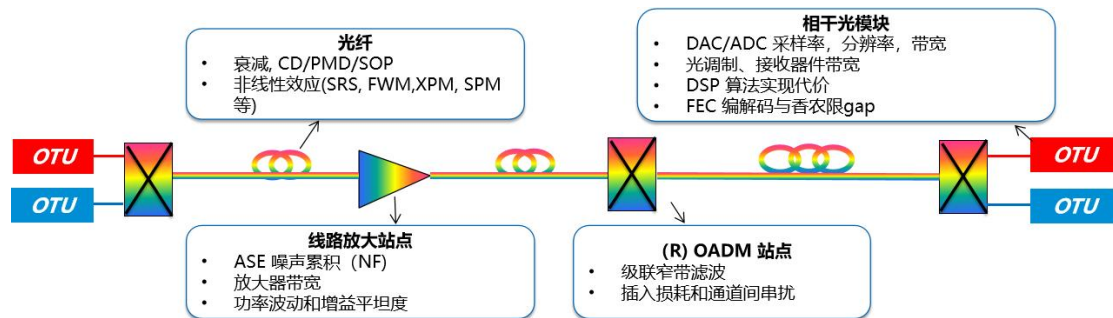 光纤
• 衰减, CD/PMD/SOP
• 非线性效应(SRS, FWM,XPM, SPM
等)
相干光模块
• DAC/ADC 采样率，分辨率，带宽
• 光调制、接收器件带宽
• DSP 算法实现代价
• FEC 编解码与香农限gap
OTU
OTU
OTU
OTU
线路放大站点
• ASE 噪声累积（NF)
• 放大器带宽
• 功率波动和增益平坦度
(R) OADM 站点
• 级联窄带滤波
• 插入损耗和通道间串扰